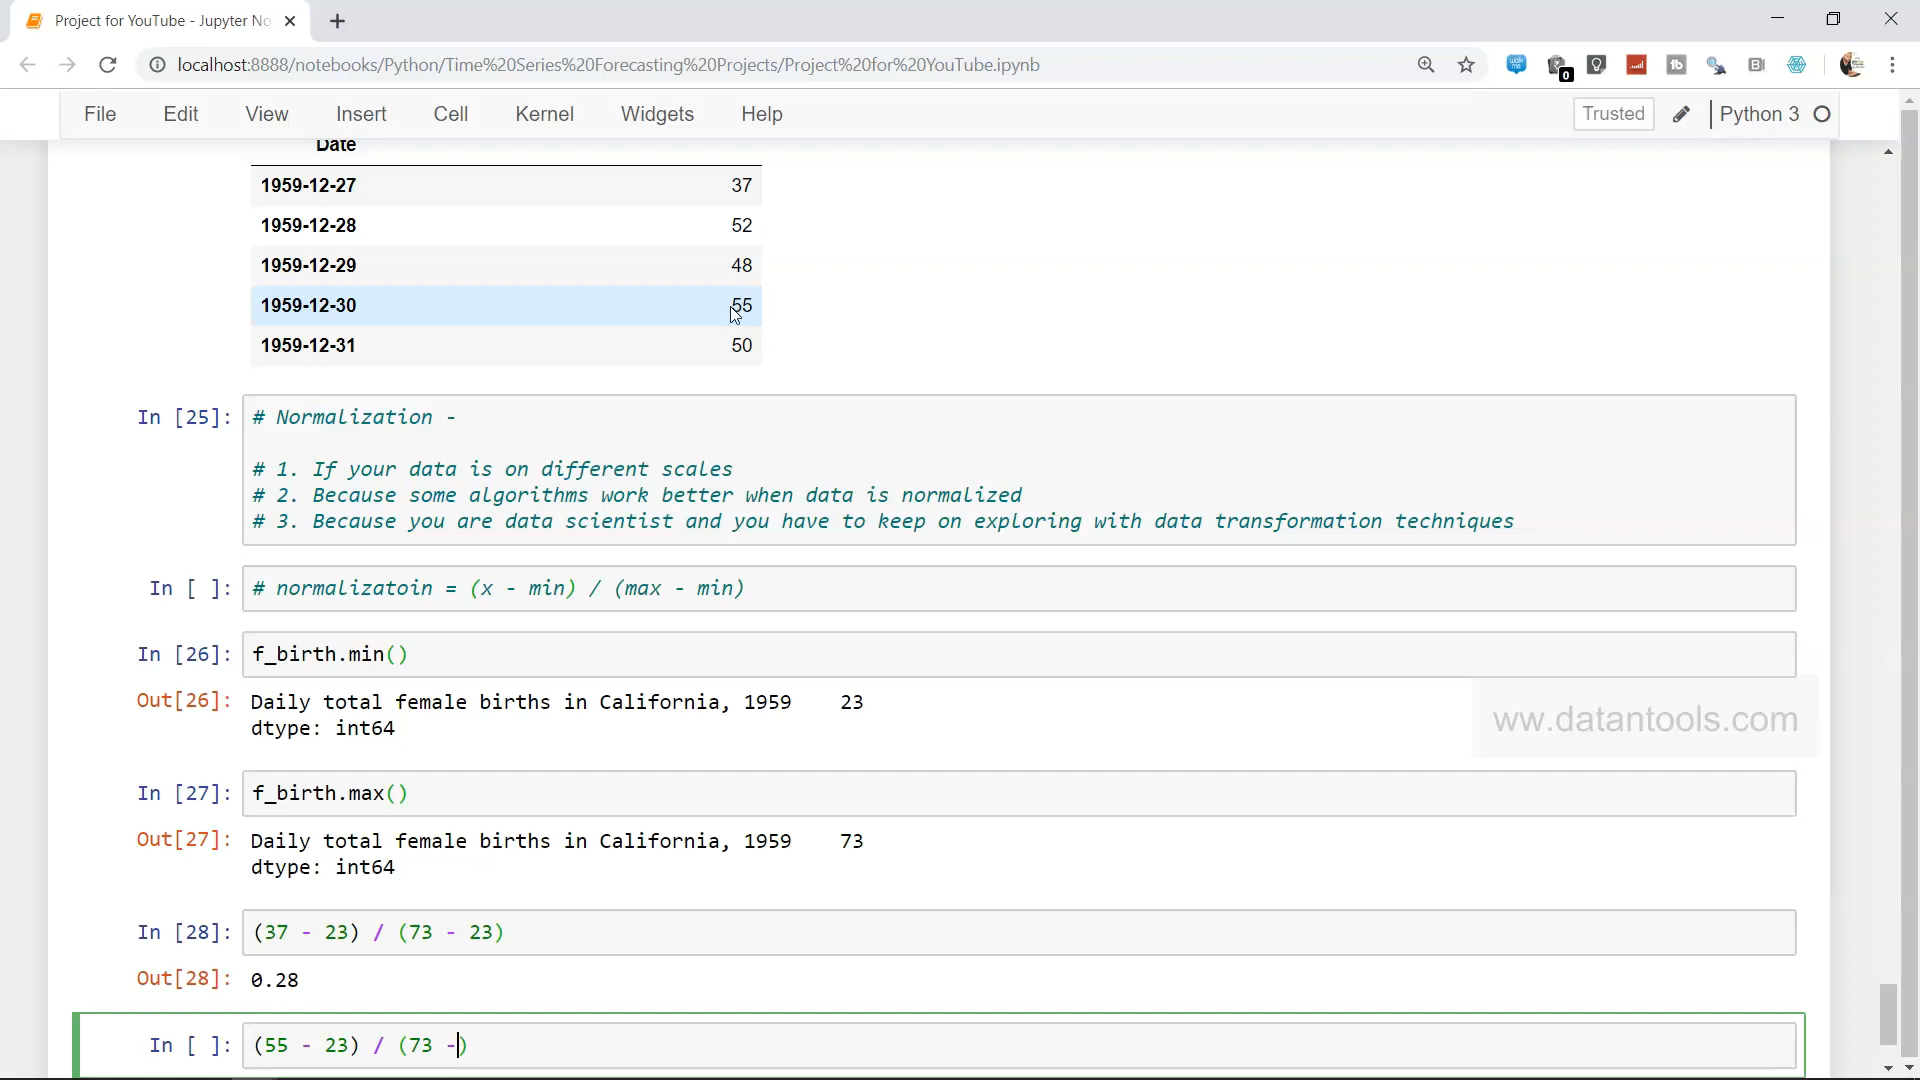 Project for YouTube - Jupyter No
localhost:8888/notebooks/Python/Time%20Series%20Forecasting%20Projects/Project%20for%20YouTube.ipynb
0
tb
File Edit View Insert Cell Kernel Widgets Help Trusted Python 3
Date
1959-12-27 37
1959-12-28 52
1959-12-29 48
1959-12-30 55
1959-12-31 50
In [25]: # Normalization -
# 1. If your data is on different scales
# 2. Because some algorithms work better when data is normalized
# 3. Because you are data scientist and you have to keep on exploring with data transformation techniques
In [ ]: # normalizatoin = (x - min) / (max - min)
In [26]: f_birth.min()
Out[26]: Daily total female births in California, 1959 23
dtype: int64
ww.datantools.com
In [27]: f_birth.max()
Out[27]: Daily total female births in California, 1959 73
dtype: int64
In [28]: (37 - 23) / (73 - 23)
Out[28]: 0.28
In [ ]: (55 - 23) / (73 -)